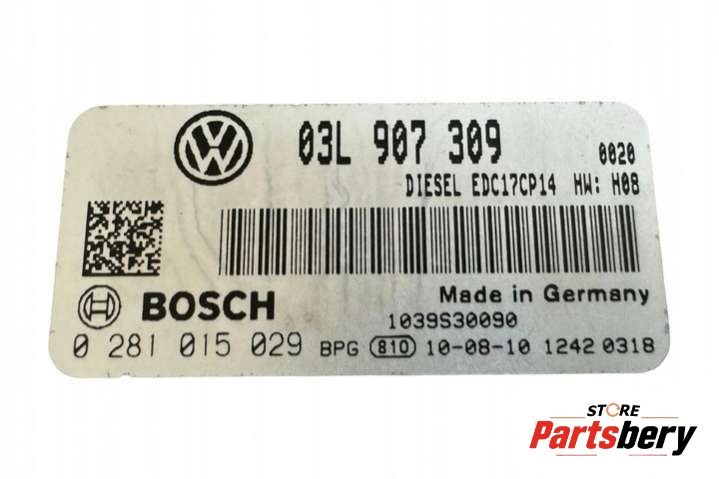 03L 907 309
0020
DIESEL EDC17CP14 HW: H08
BOSCH
Made in Germany
1039S30090
0 281 015 029 BPG 810 10-08-10 1242 0318
STORE
Partsbery